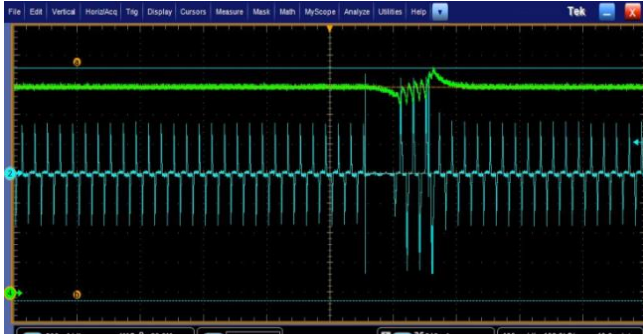 File Edit Vertical Horiz/Acq Trig Display Cursors Measure Mask Math MyScope Analyze Utilities Help Tek X
a
2
4
b